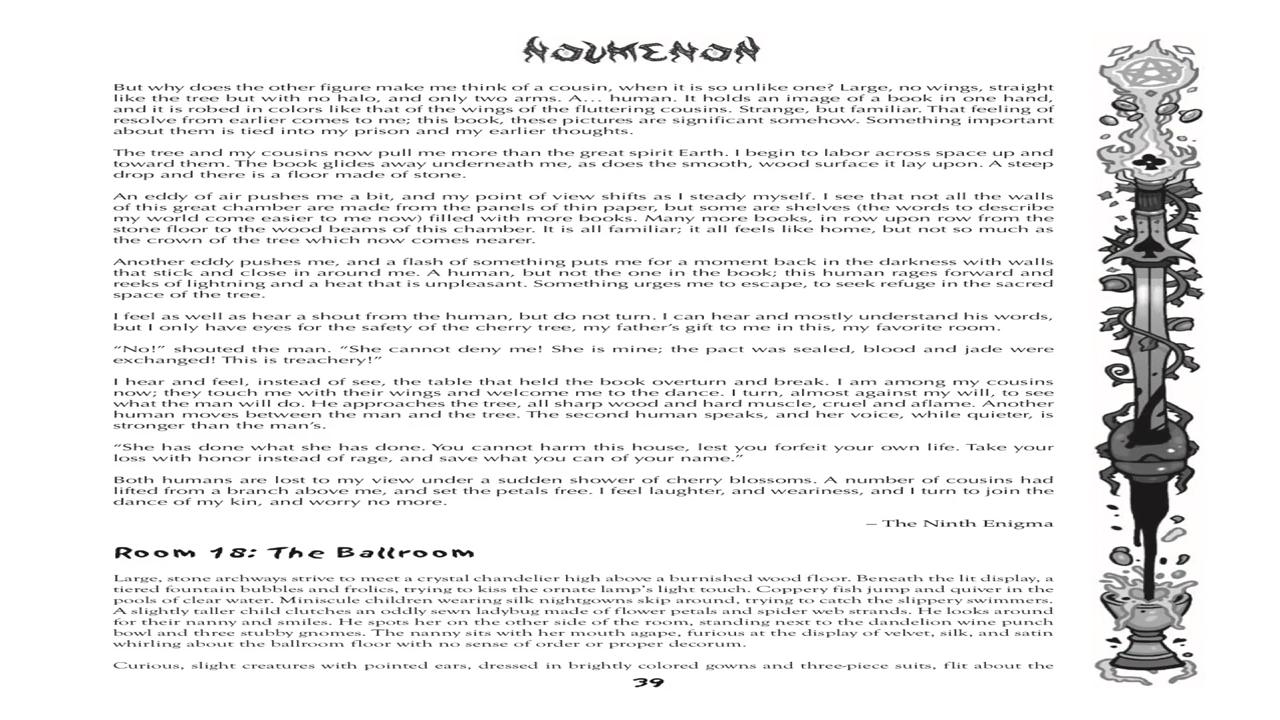 NOUMENON
But why does the other figure make me think of a cousin, when it is so unlike one? Large, no wings, straight
like the tree but with no halo, and only two arms. A... human. It holds an image of a book in one hand,
and it is robed in colors like that of the wings of the fluttering cousins. Strange, but familiar. That feeling of
resolve from earlier comes to me; this book, these pictures are significant somehow. Something important
about them is tied into my prison and my earlier thoughts.
The tree and my cousins now pull me more than the great spirit Earth. I begin to labor across space up and
toward them. The book glides away underneath me, as does the smooth, wood surface it lay upon. A steep
drop and there is a floor made of stone.
An eddy of air pushes me a bit, and my point of view shifts as I steady myself. I see that not all the walls
of this great chamber are made from the panels of thin paper, but some are shelves (the words to describe
my world come easier to me now) filled with more books. Many more books, in row upon row from the
stone floor to the wood beams of this chamber. It is all familiar; it all feels like home, but not so much as
the crown of the tree which now comes nearer.
Another eddy pushes me, and a flash of something puts me for a moment back in the darkness with walls
that stick and close in around me. A human, but not the one in the book; this human rages forward and
reeks of lightning and a heat that is unpleasant. Something urges me to escape, to seek refuge in the sacred
space of the tree.
I feel as well as hear a shout from the human, but do not turn. I can hear and mostly understand his words,
but I only have eyes for the safety of the cherry tree, my father's gift to me in this, my favorite room.
“No!” shouted the man. “She cannot deny me! She is mine; the pact was sealed, blood and jade were
exchanged! This is treachery!”
I hear and feel, instead of see, the table that held the book overturn and break. I am among my cousins
now; they touch me with their wings and welcome me to the dance. I turn, almost against my will, to see
what the man will do. He approaches the tree, all sharp wood and hard muscle, cruel and aflame. Another
human moves between the man and the tree. The second human speaks, and her voice, while quieter, is
stronger than the man's.
“She has done what she has done. You cannot harm this house, lest you forfeit your own life. Take your
loss with honor instead of rage, and save what you can of your name.”
Both humans are lost to my view under a sudden shower of cherry blossoms. A number of cousins had
lifted from a branch above me, and set the petals free. I feel laughter, and weariness, and I turn to join the
dance of my kin, and worry no more.
– The Ninth Enigma
Room 18: The Ballroom
Large, stone archways strive to meet a crystal chandelier high above a burnished wood floor. Beneath the lit display, a
tiered fountain bubbles and frolics, trying to kiss the ornate lamp's light touch. Coppery fish jump and quiver in the
pools of clear water. Miniscule children wearing silk nightgowns skip around, trying to catch the slippery swimmers.
A slightly taller child clutches an oddly sewn ladybug made of flower petals and spider web strands. He looks around
for their nanny and smiles. He spots her on the other side of the room, standing next to the dandelion wine punch
bowl and three stubby gnomes. The nanny sits with her mouth agape, furious at the display of velvet, silk, and satin
whirling about the ballroom floor with no sense of order or proper decorum.
Curious, slight creatures with pointed ears, dressed in brightly colored gowns and three-piece suits, flit about the
39